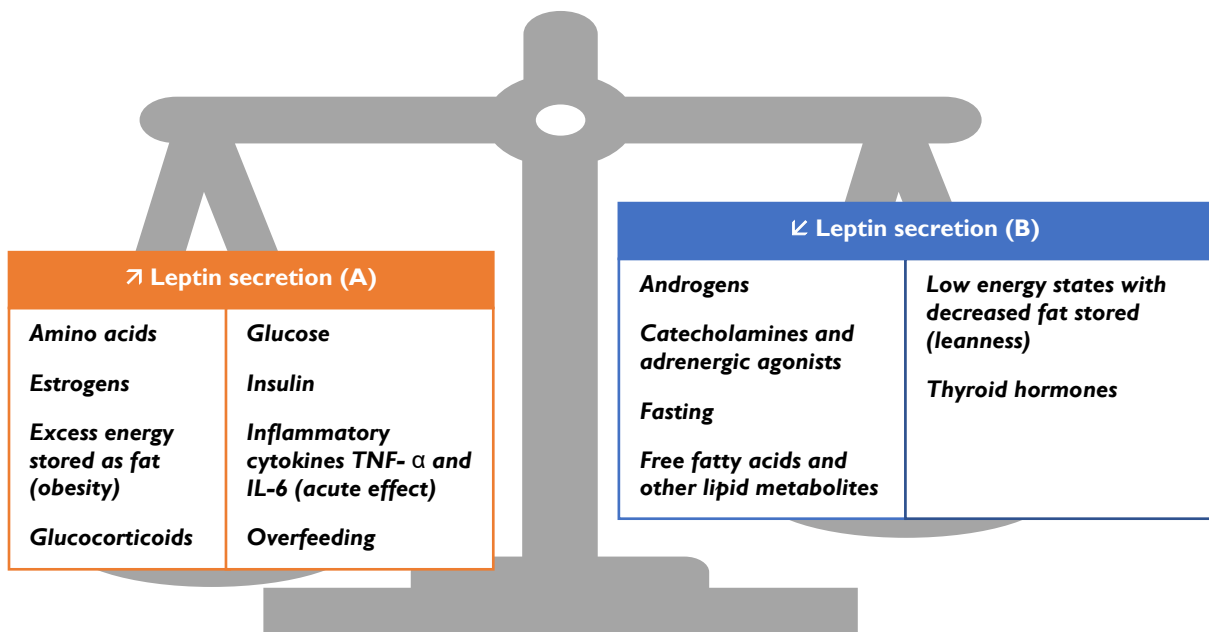 ↗ Leptin secretion (A)
Amino acids
Estrogens
Excess energy
stored as fat
(obesity)
Glucocorticoids
Glucose
Insulin
Inflammatory
cytokines TNF- α and
IL-6 (acute effect)
Overfeeding
↙ Leptin secretion (B)
Androgens
Catecholamines and
adrenergic agonists
Fasting
Free fatty acids and
other lipid metabolites
Low energy states with
decreased fat stored
(leanness)
Thyroid hormones